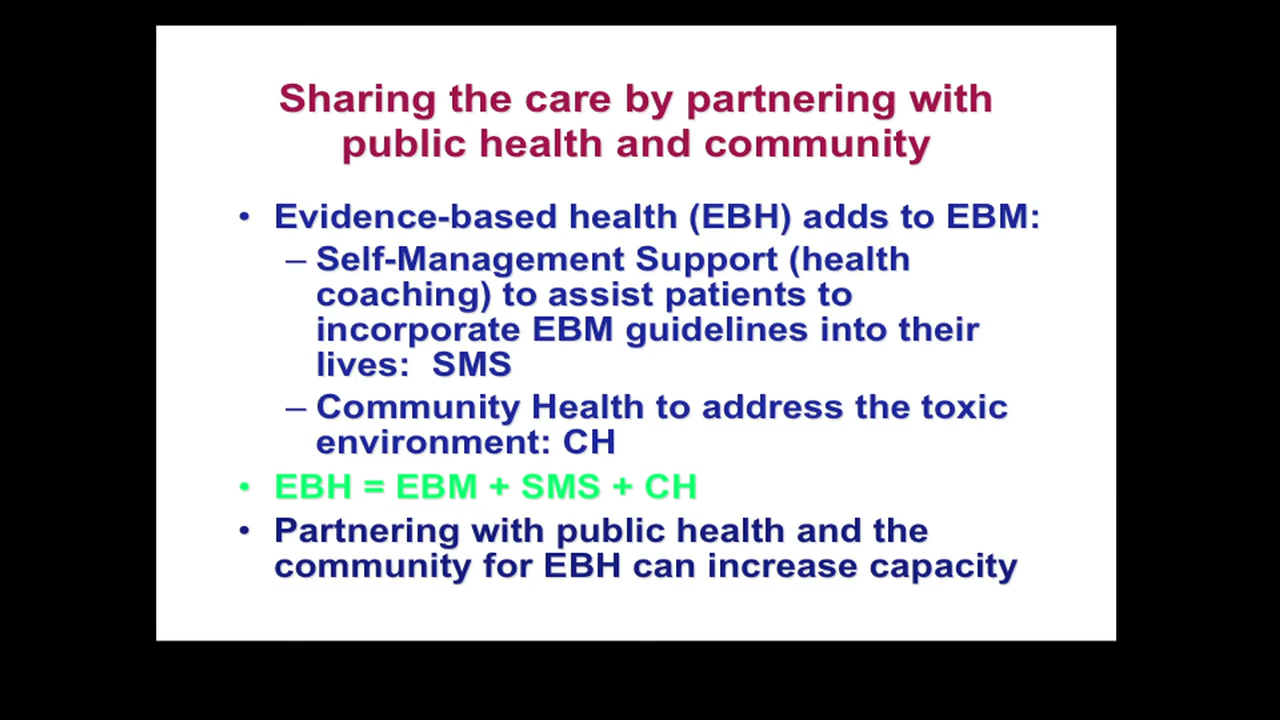 Sharing the care by partnering with
public health and community
• Evidence-based health (EBH) adds to EBM:
– Self-Management Support (health
coaching) to assist patients to
incorporate EBM guidelines into their
lives:  SMS
– Community Health to address the toxic
environment: CH
• EBH = EBM + SMS + CH
• Partnering with public health and the
community for EBH can increase capacity